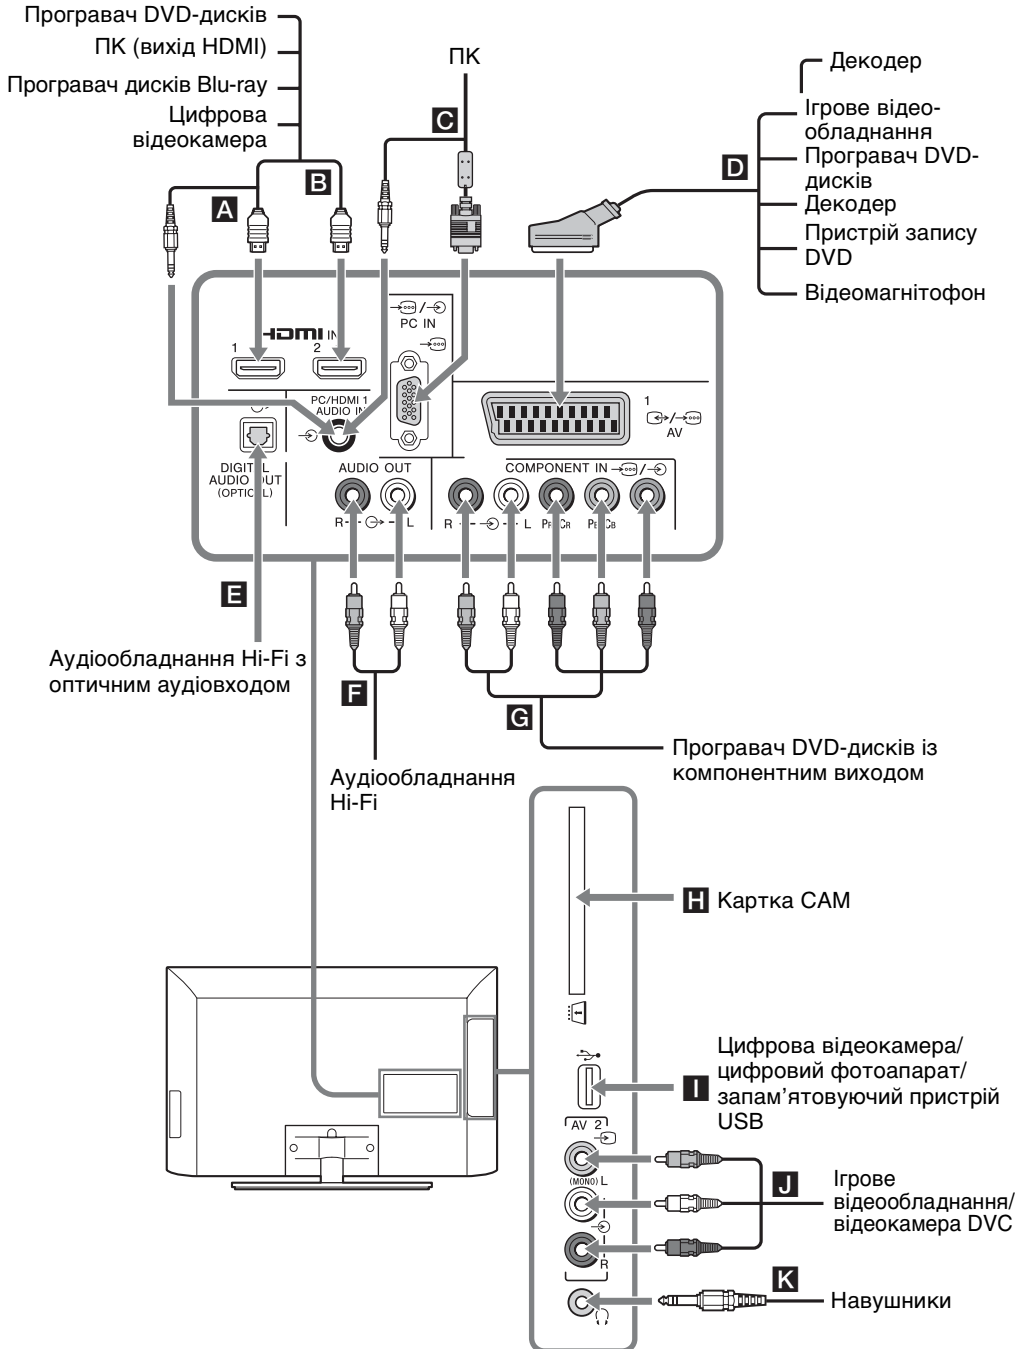 Програвач DVD-дисків
ПК (вихід HDMI)
Програвач дисків Blu-ray
Цифрова
відеокамера
ПК
Декодер
Ігрове відео-
обладнання
Програвач DVD-
дисків
Декодер
Пристрій запису
DVD
Відеомагнітофон
A
B
C
D
HDMI IN
1
2
PC IN
PC/HDMI 1
AUDIO IN
1
AV
DIGITAL
AUDIO OUT
(OPTICAL)
AUDIO OUT
R
L
COMPONENT IN
R
L
PR/CR
PB/CB
E
Аудіообладнання Hi-Fi з
оптичним аудіовходом
F
Аудіообладнання
Hi-Fi
G
Програвач DVD-дисків із
компонентним виходом
H Картка CAM
I
Цифрова відеокамера/
цифровий фотоапарат/
запам’ятовуючий пристрій
USB
AV 2
(MONO) L
R
J
Ігрове
відеообладнання/
відеокамера DVC
K
Навушники